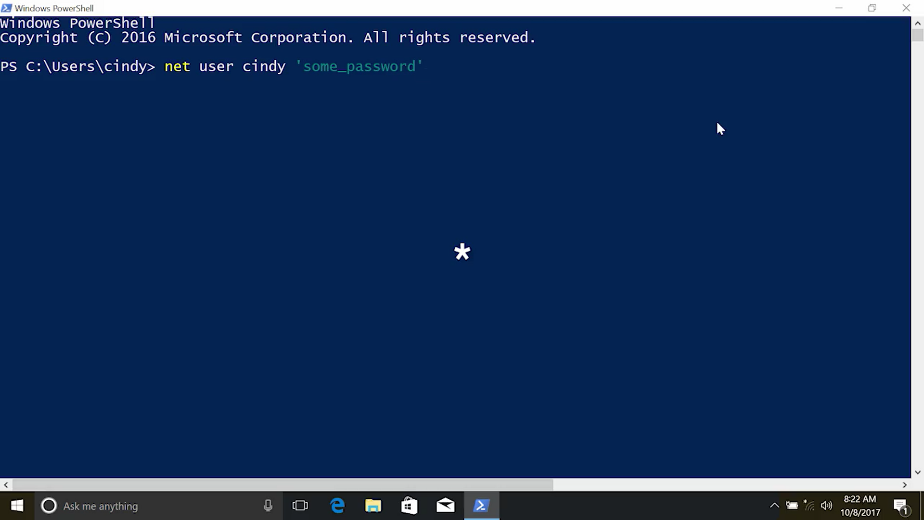 Windows PowerShell
Windows PowerShell
Copyright (C) 2016 Microsoft Corporation. All rights reserved.
PS C:\Users\cindy> net user cindy 'some_password'
*
Ask me anything
8:22 AM
10/8/2017
1